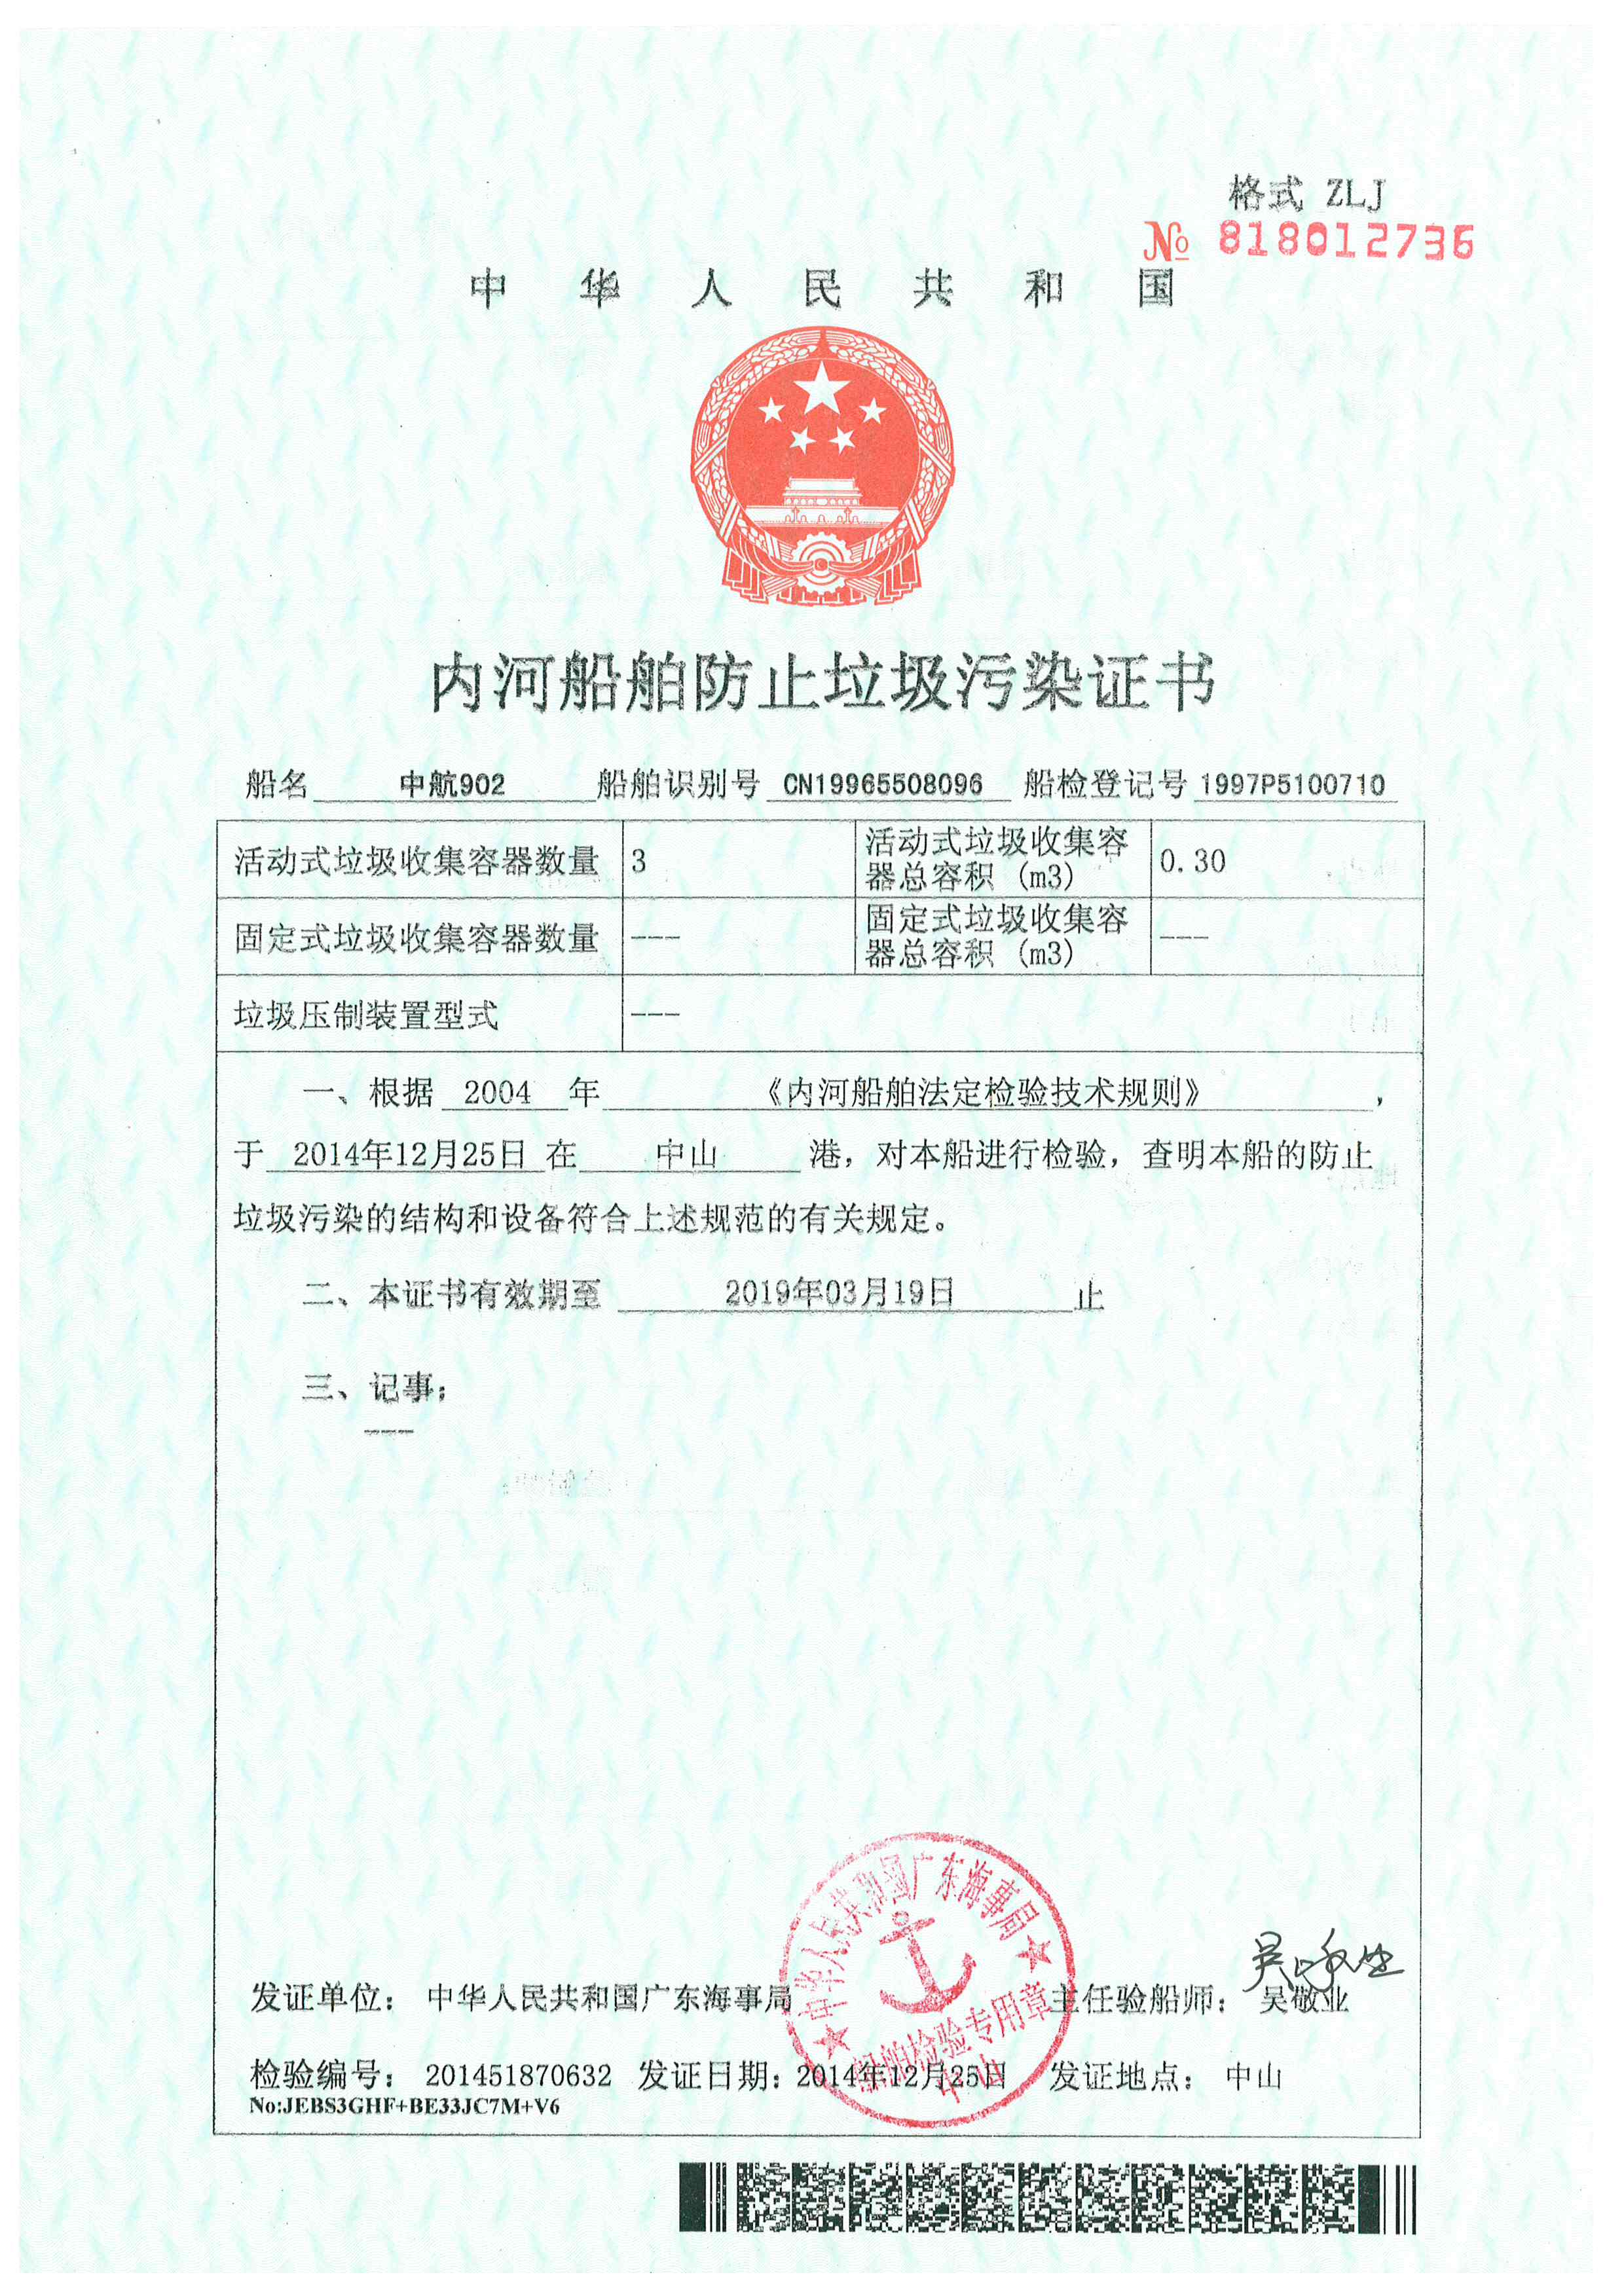 格式 ZLJ
№ 818012736
中华人民共和国
内河船舶防止垃圾污染证书
船名 中航902 船舶识别号 CN19965508096 船检登记号 1997P5100710
活动式垃圾收集容器数量 3 活动式垃圾收集容
器总容积 (m3) 0.30
固定式垃圾收集容器数量 --- 固定式垃圾收集容
器总容积 (m3) ---
垃圾压制装置型式 ---
一、根据 2004 年 《内河船舶法定检验技术规则》 ,
于 2014年12月25日 在 中山 港, 对本船进行检验, 查明本船的防止
垃圾污染的结构和设备符合上述规范的有关规定。
二、本证书有效期至 2019年03月19日 止
三、记事:
---
中华人民共和国广东海事局
船舶检验专用章
中山
发证单位: 中华人民共和国广东海事局 主任验船师: 吴敬业
检验编号: 201451870632 发证日期: 2014年12月25日 发证地点: 中山
No:JEBS3GHF+BE33JC7M+V6